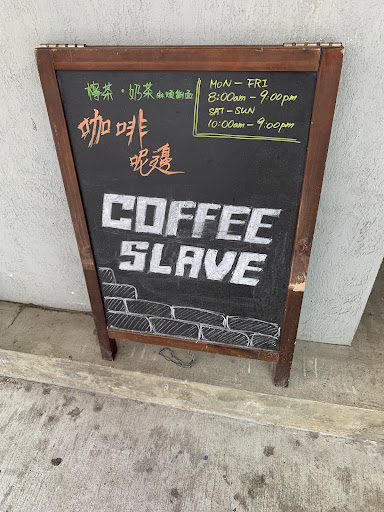 檸茶·奶茶
MON - FRI
8:00am - 9:00pm
SAT - SUN
10:00am - 9:00pm
咖啡
呢邊
COFFEE
SLAVE